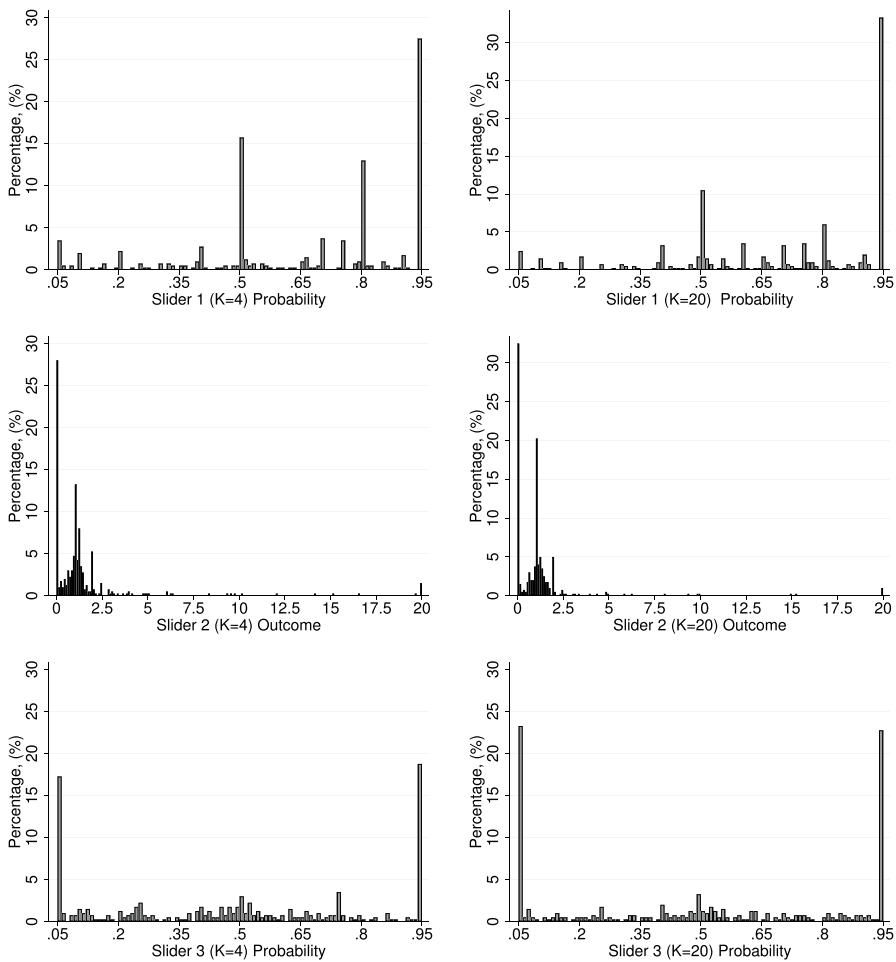 Percentage, (%)
30
25
20
15
10
5
0
.05 .2 .35 .5 .65 .8 .95
Slider 1 (K=4) Probability
Percentage, (%)
30
25
20
15
10
5
0
.05 .2 .35 .5 .65 .8 .95
Slider 1 (K=20) Probability
Percentage, (%)
30
25
20
15
10
5
0
0 2.5 5 7.5 10 12.5 15 17.5 20
Slider 2 (K=4) Outcome
Percentage, (%)
30
25
20
15
10
5
0
0 2.5 5 7.5 10 12.5 15 17.5 20
Slider 2 (K=20) Outcome
Percentage, (%)
30
25
20
15
10
5
0
.05 .2 .35 .5 .65 .8 .95
Slider 3 (K=4) Probability
Percentage, (%)
30
25
20
15
10
5
0
.05 .2 .35 .5 .65 .8 .95
Slider 3 (K=20) Probability